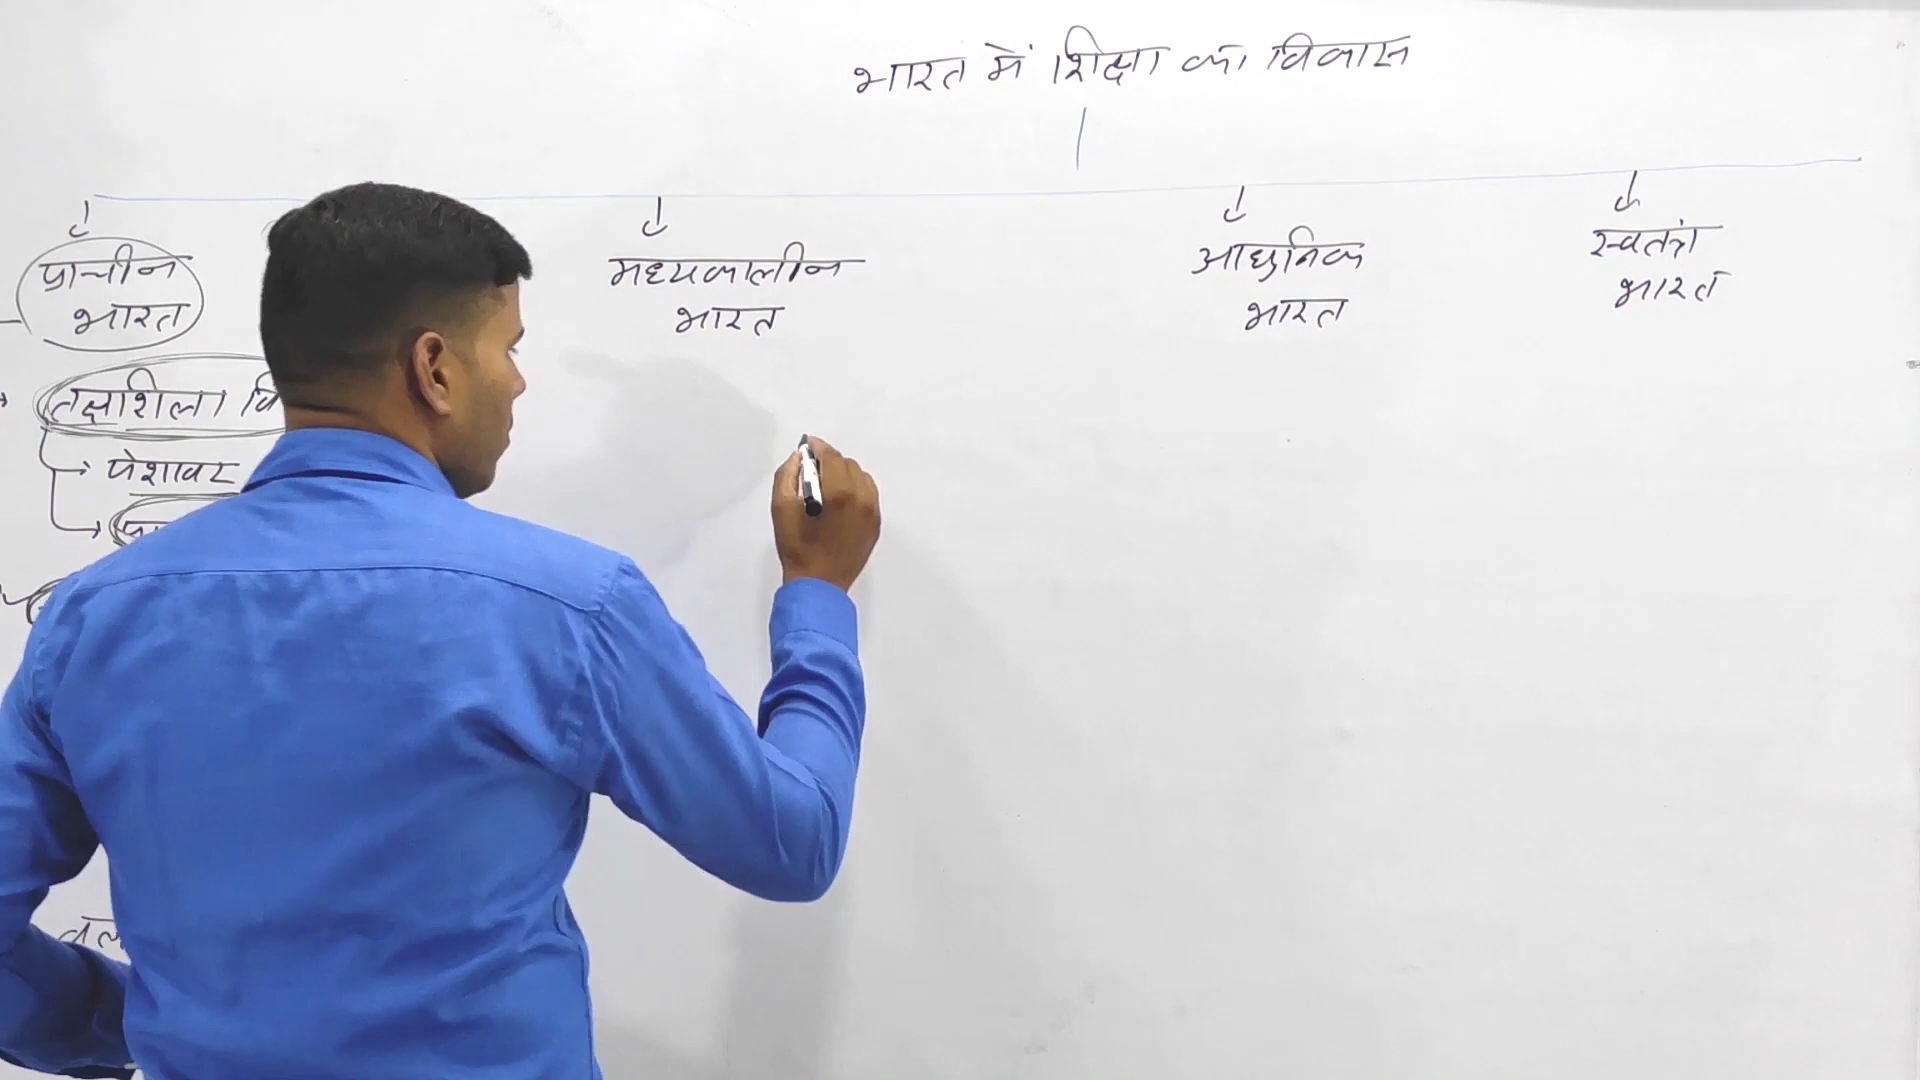 भारत में शिक्षा का विकास
प्राचीन
भारत
मध्यकालीन
भारत
आधुनिक
भारत
स्वतंत्र
भारत
तक्षशिला वि
पेशावर